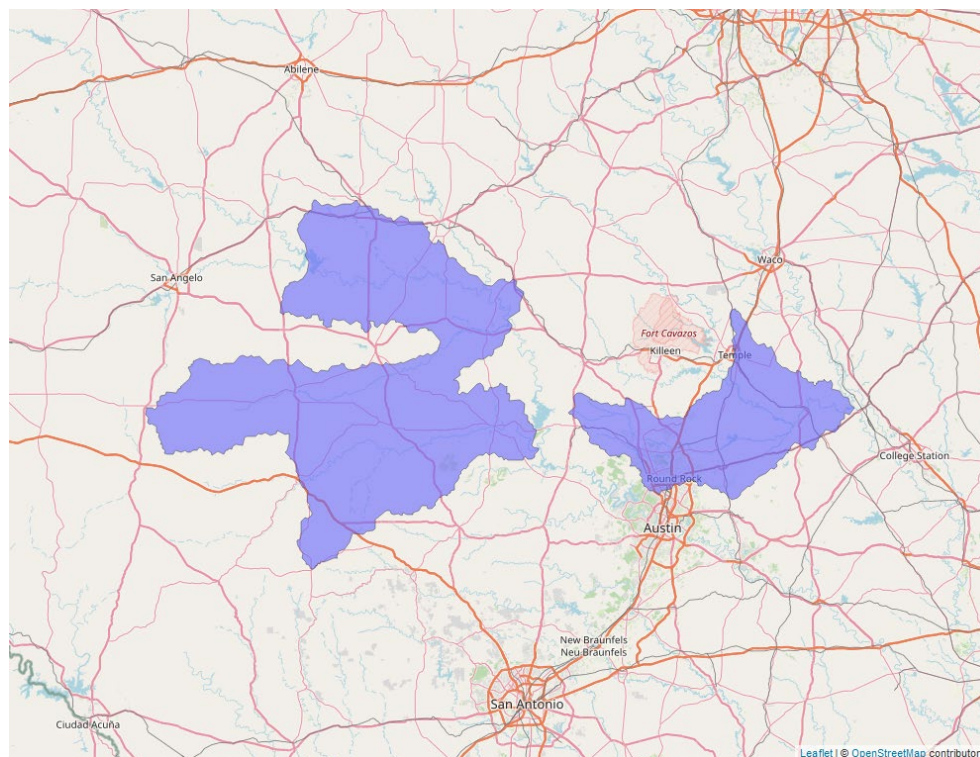 Abilene
San Angelo
Waco
Fort Cavazos
Killeen
Temple
College Station
Round Rock
Austin
New Braunfels
Neu Braunfels
San Antonio
Ciudad Acuña
Leaflet | © OpenStreetMap contributor